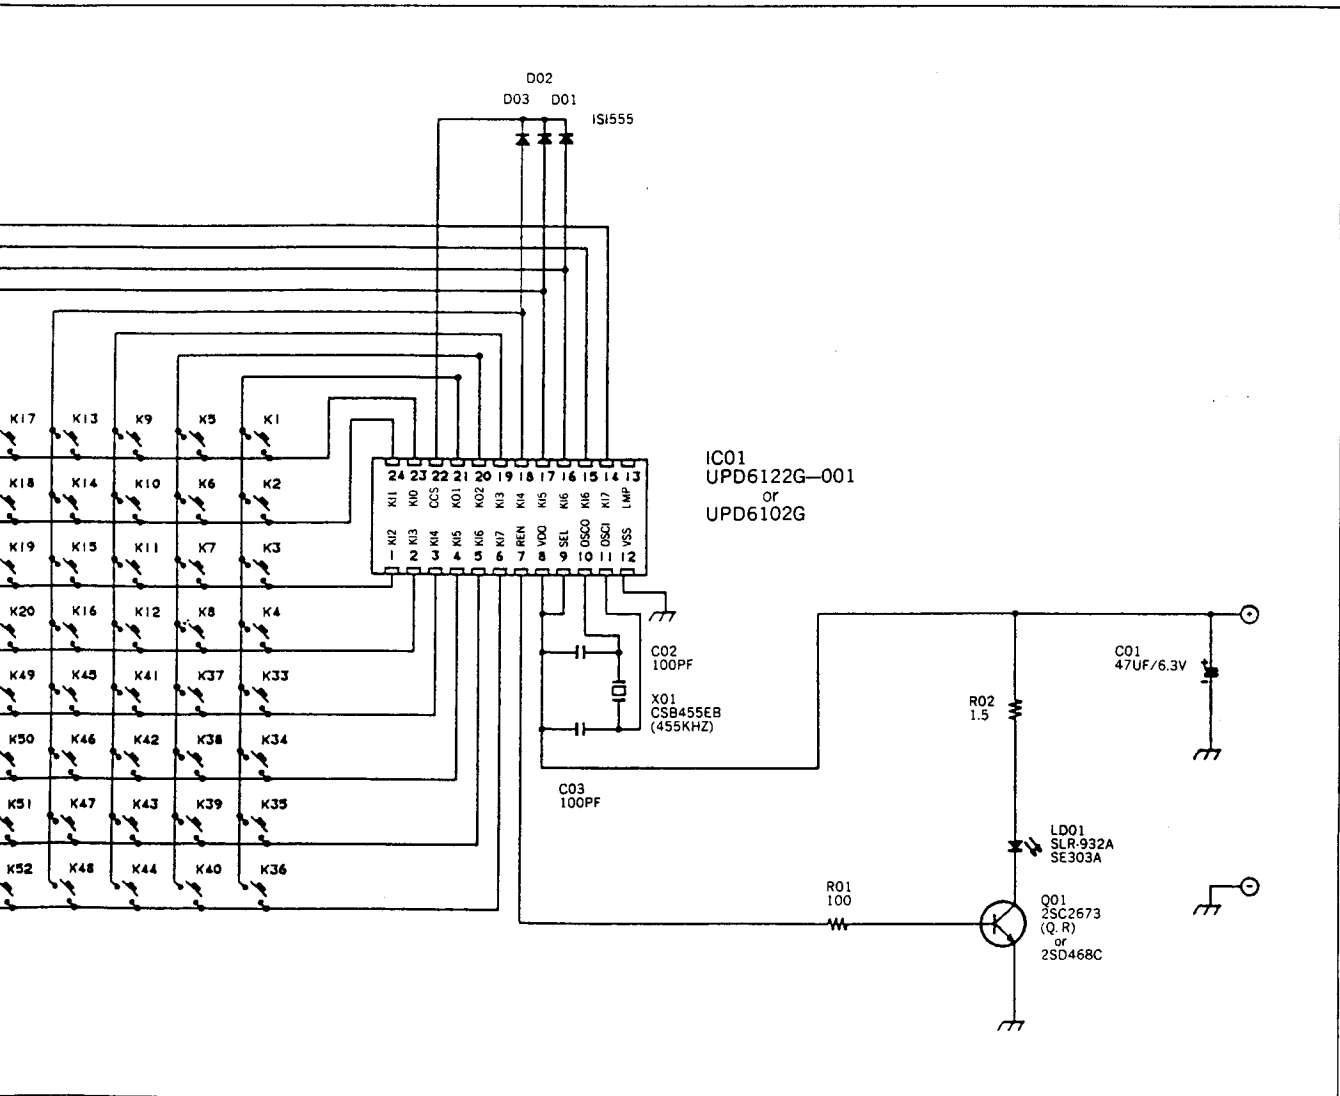 D02
D03 D01
ISI555
K17 K13 K9 K5 K1
K18 K14 K10 K6 K2
K19 K15 K11 K7 K3
K20 K16 K12 K8 K4
K49 K45 K41 K37 K33
K50 K46 K42 K38 K34
K51 K47 K43 K39 K35
K52 K48 K44 K40 K36
24 23 22 21 20 19 18 17 16 15 14 13
KI1 KI0 CCS KO1 KO2 KI3 KI4 KI5 KI6 KI6 KI7 LMP
KI2 KI3 KI4 KI5 KI6 KI7 REN VDO SEL OSCO OSCI VSS
1 2 3 4 5 6 7 8 9 10 11 12
IC01
UPD6122G—001
or
UPD6102G
C02
100PF
X01
CSB455EB
(455KHZ)
C03
100PF
C01
47UF/6.3V
+
R02
1.5
LD01
SLR-932A
SE303A
R01
100
Q01
2SC2673
(Q.R)
or
2SD468C